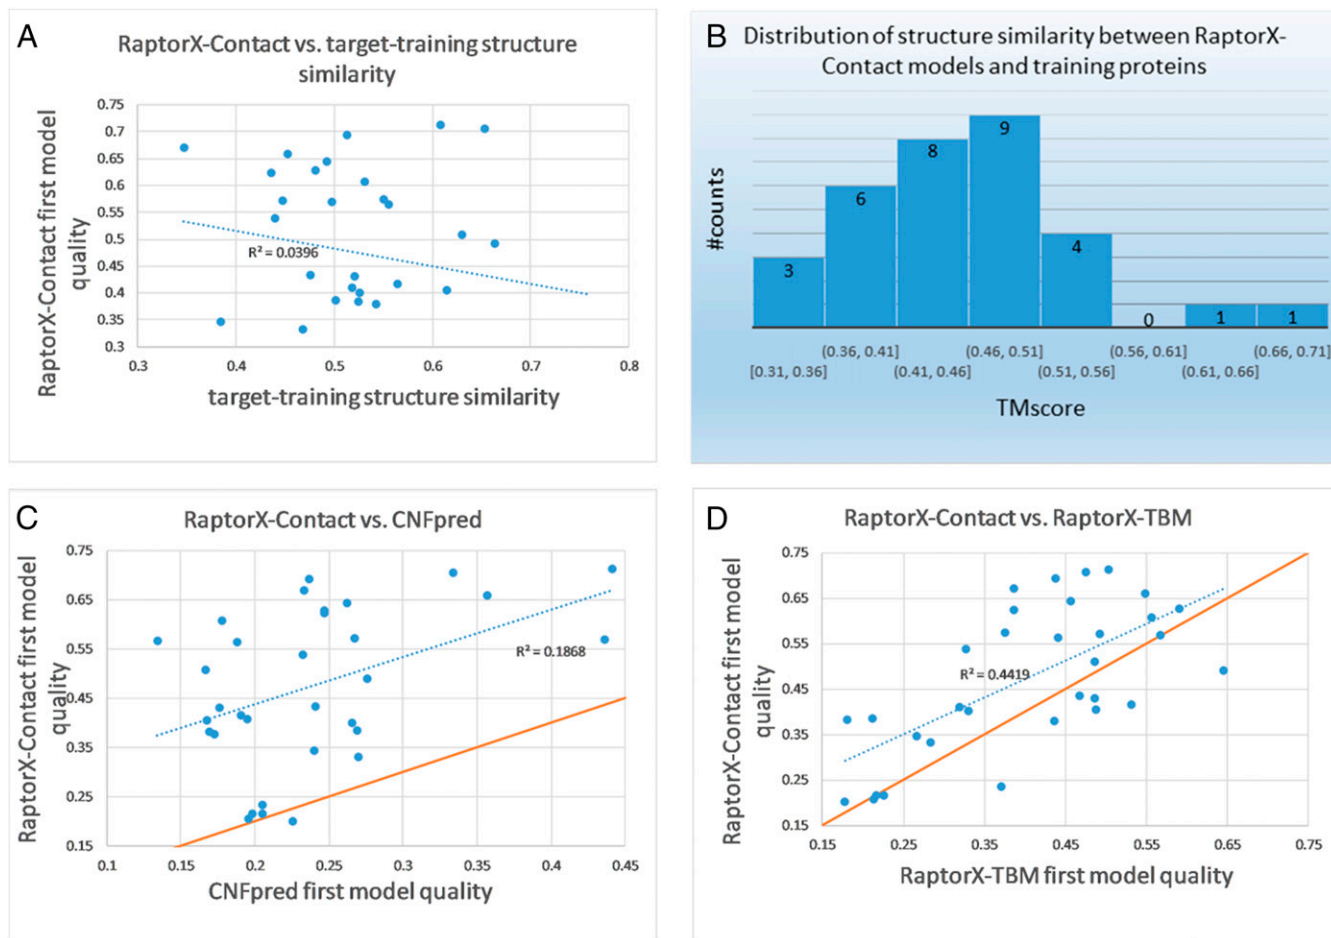 A
RaptorX-Contact vs. target-training structure
similarity
RaptorX-Contact first model
quality
0.75
0.7
0.65
0.6
0.55
0.5
0.45
0.4
0.35
0.3
R² = 0.0396
0.3
0.4
0.5
0.6
0.7
0.8
target-training structure similarity
B
Distribution of structure similarity between RaptorX-
Contact models and training proteins
#counts
3
6
8
9
4
0
1
1
(0.36, 0.41]
(0.46, 0.51]
(0.56, 0.61]
(0.66, 0.71]
[0.31, 0.36]
(0.41, 0.46]
(0.51, 0.56]
(0.61, 0.66]
TMscore
C
RaptorX-Contact vs. CNFpred
RaptorX-Contact first model
quality
0.75
0.65
0.55
0.45
0.35
0.25
0.15
R² = 0.1868
0.1
0.15
0.2
0.25
0.3
0.35
0.4
0.45
CNFpred first model quality
D
RaptorX-Contact vs. RaptorX-TBM
RaptorX-Contact first model
quality
0.75
0.65
0.55
0.45
0.35
0.25
0.15
R² = 0.4419
0.15
0.25
0.35
0.45
0.55
0.65
0.75
RaptorX-TBM first model quality